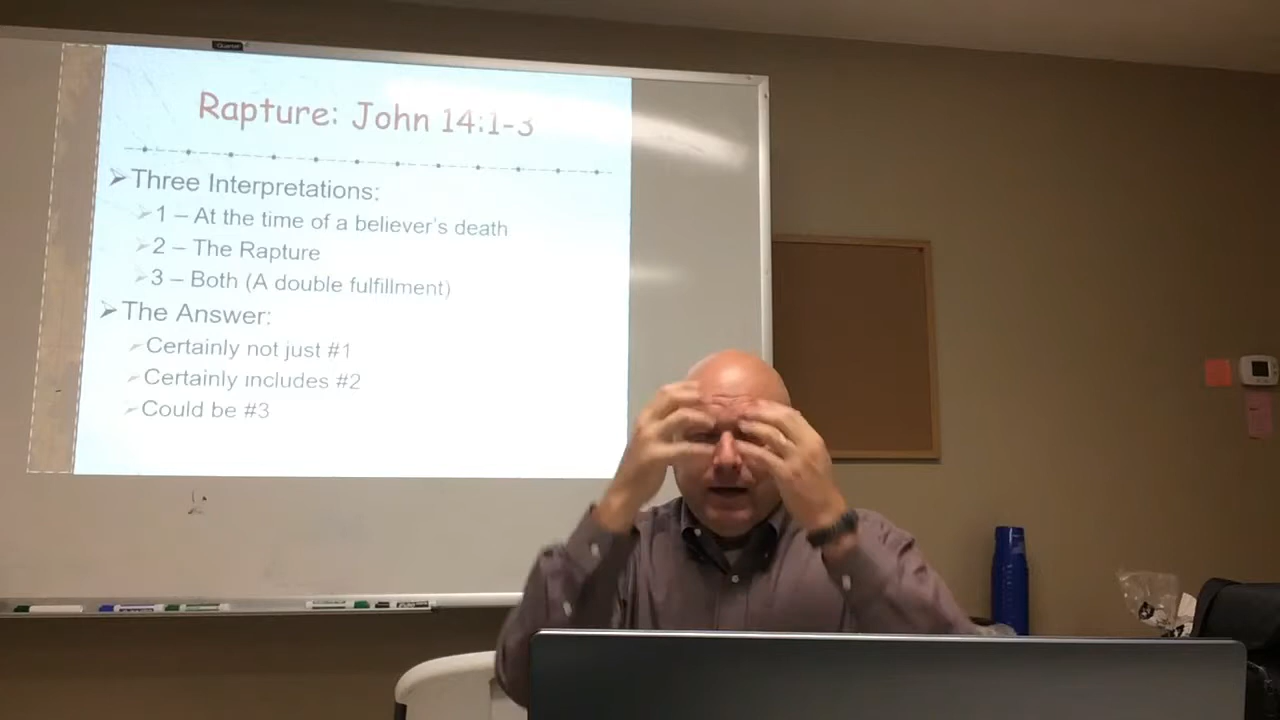 Quartet
Rapture: John 14:1-3
Three Interpretations:
1 – At the time of a believer's death
2 – The Rapture
3 – Both (A double fulfillment)
The Answer:
Certainly not just #1
Certainly includes #2
Could be #3